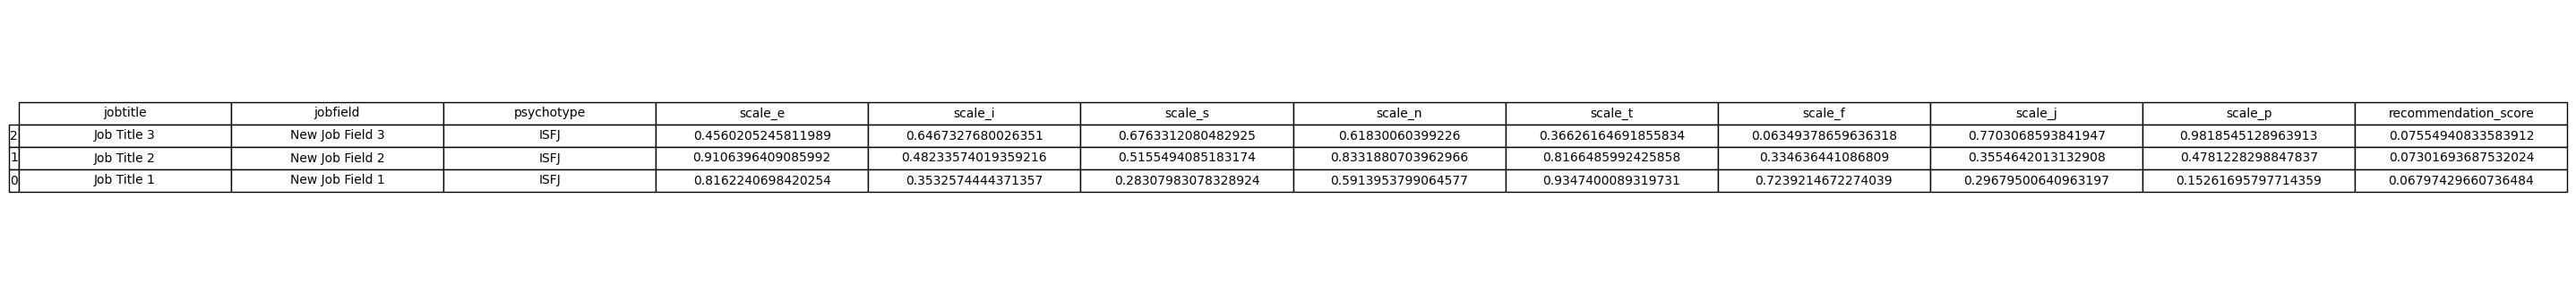 jobtitle jobfield psychotype scale_e scale_i scale_s scale_n scale_t scale_f scale_j scale_p recommendation_score
2 Job Title 3 New Job Field 3 ISFJ 0.4560205245811989 0.6467327680026351 0.6763312080482925 0.61830060399226 0.36626164691855834 0.06349378659636318 0.7703068593841947 0.9818545128963913 0.07554940833583912
1 Job Title 2 New Job Field 2 ISFJ 0.9106396409085992 0.48233574019359216 0.5155494085183174 0.8331880703962966 0.8166485992425858 0.334636441086809 0.3554642013132908 0.4781228298847837 0.07301693687532024
0 Job Title 1 New Job Field 1 ISFJ 0.8162240698420254 0.3532574444371357 0.28307983078328924 0.5913953799064577 0.9347400089319731 0.7239214672274039 0.29679500640963197 0.15261695797714359 0.06797429660736484